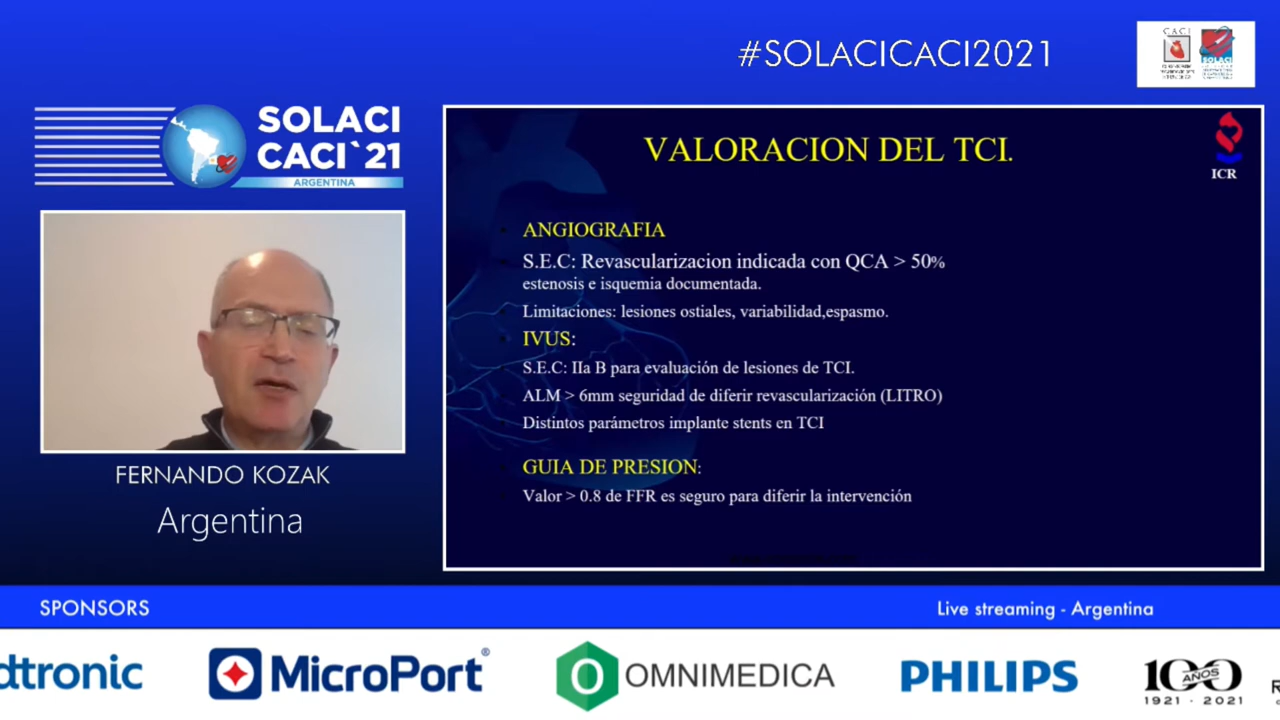 #SOLACICACI2021
CACI
SOLACI
SOLACI
CACI`21
ARGENTINA
FERNANDO KOZAK
Argentina
VALORACION DEL TCI.
ICR
ANGIOGRAFIA
S.E.C: Revascularizacion indicada con QCA > 50%
estenosis e isquemia documentada.
Limitaciones: lesiones ostiales, variabilidad,espasmo.
IVUS:
S.E.C: IIa B para evaluación de lesiones de TCI.
ALM > 6mm seguridad de diferir revascularización (LITRO)
Distintos parámetros implante stents en TCI
GUIA DE PRESION:
Valor > 0.8 de FFR es seguro para diferir la intervención
SPONSORS
Live streaming - Argentina
dtronic
MicroPort®
OMNIMEDICA
PHILIPS
100
AÑOS
1921 - 2021